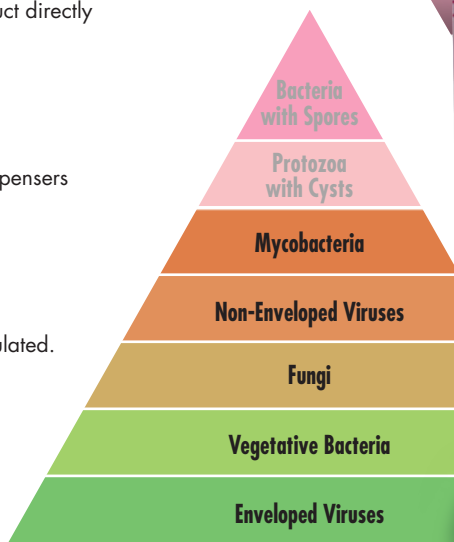 uct directly
Bacteria
with Spores
Protozoa
with Cysts
pensers
Mycobacteria
Non-Enveloped Viruses
ulated.
Fungi
Vegetative Bacteria
Enveloped Viruses